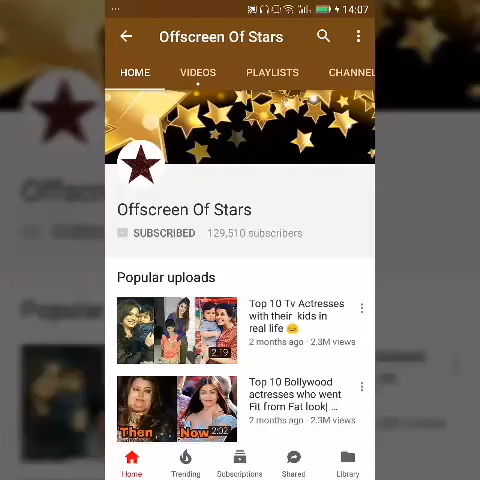 14:07
Offscreen Of Stars
HOME VIDEOS PLAYLISTS CHANNEL
Offscreen Of Stars
SUBSCRIBED 129,510 subscribers
Popular uploads
Top 10 Tv Actresses
with their kids in
real life 😊
2 months ago · 2.3M views
2:19
Top 10 Bollywood
actresses who went
Fit from Fat look| ...
2 months ago · 2.3M views
Then Now 2:02
Home Trending Subscriptions Shared Library